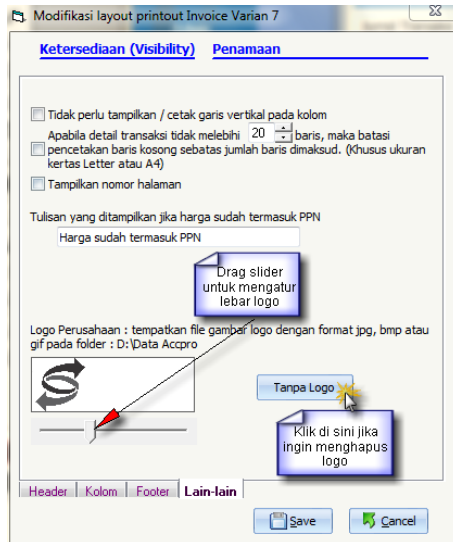 Modifikasi layout printout Invoice Varian 7
Ketersediaan (Visibility) Penamaan
Tidak perlu tampilkan / cetak garis vertikal pada kolom
Apabila detail transaksi tidak melebihi 20 baris, maka batasi
pencetakan baris kosong sebatas jumlah baris dimaksud. (Khusus ukuran
kertas Letter atau A4)
Tampilkan nomor halaman
Tulisan yang ditampilkan jika harga sudah termasuk PPN
Harga sudah termasuk PPN
Drag slider
untuk mengatur
lebar logo
Logo Perusahaan : tempatkan file gambar logo dengan format jpg, bmp atau
gif pada folder : D:\Data Accpro
Tanpa Logo
Klik di sini jika
ingin menghapus
logo
Header Kolom Footer Lain-lain
Save Cancel